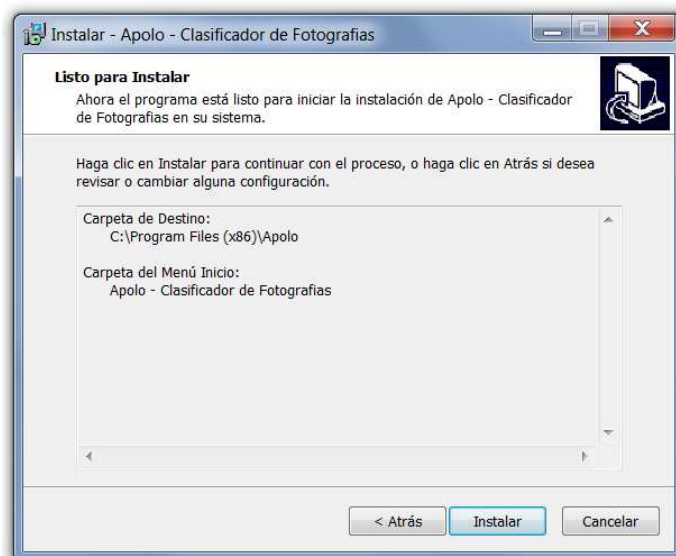 Instalar - Apolo - Clasificador de Fotografias
Listo para Instalar
Ahora el programa está listo para iniciar la instalación de Apolo - Clasificador
de Fotografias en su sistema.
Haga clic en Instalar para continuar con el proceso, o haga clic en Atrás si desea
revisar o cambiar alguna configuración.
Carpeta de Destino:
C:\Program Files (x86)\Apolo
Carpeta del Menú Inicio:
Apolo - Clasificador de Fotografias
< Atrás
Instalar
Cancelar